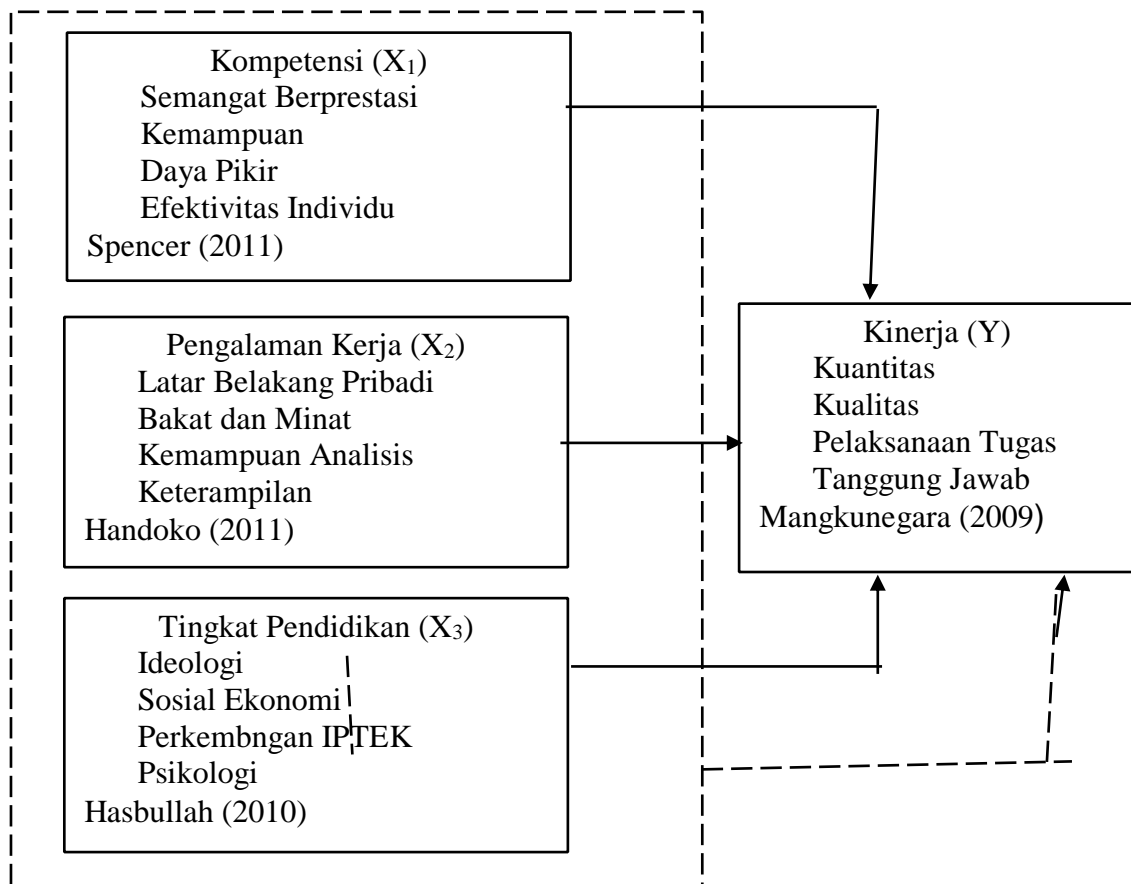 Kompetensi (X₁)
Semangat Berprestasi
Kemampuan
Daya Pikir
Efektivitas Individu
Spencer (2011)
Pengalaman Kerja (X₂)
Latar Belakang Pribadi
Bakat dan Minat
Kemampuan Analisis
Keterampilan
Handoko (2011)
Tingkat Pendidikan (X₃)
Ideologi
Sosial Ekonomi
Perkembngan IPTEK
Psikologi
Hasbullah (2010)
Kinerja (Y)
Kuantitas
Kualitas
Pelaksanaan Tugas
Tanggung Jawab
Mangkunegara (2009)